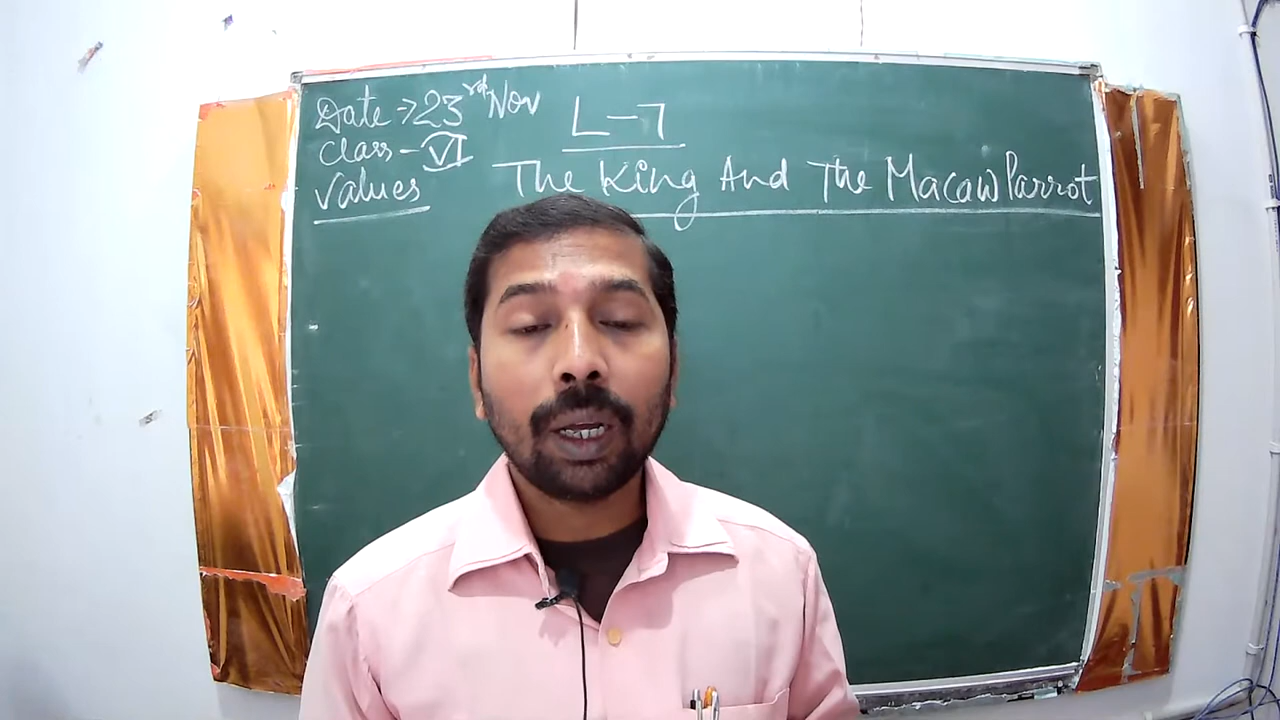 Date → 23rd Nov
Class - VI
Values
L-7
The King And The Macaw Parrot